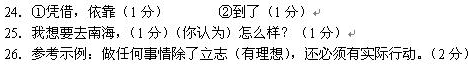 24. ①凭借，依靠（1 分） ②到了（1 分）↵
25. 我想要去南海，（1 分）（你认为）怎么样？（1 分）↵
26. 参考示例：做任何事情除了立志（有理想），还必须有实际行动。（2 分）